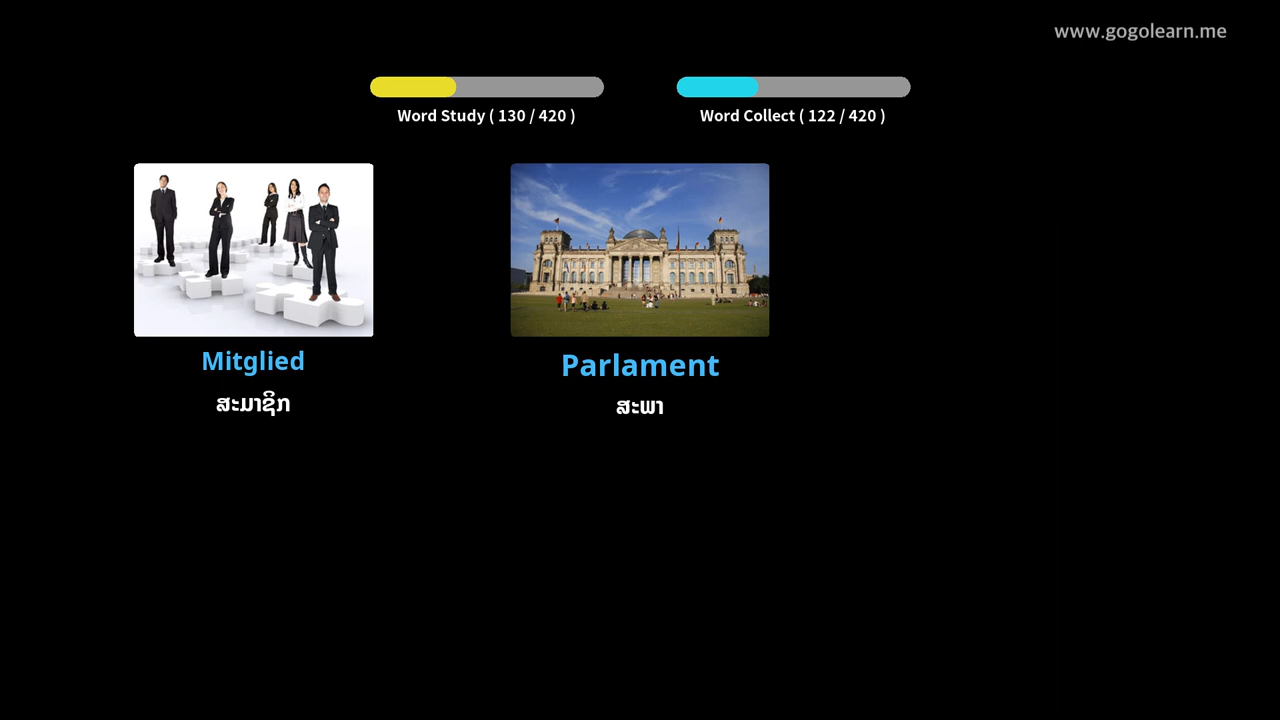 www.gogolearn.me
Word Study ( 130 / 420 )
Word Collect ( 122 / 420 )
Mitglied
ສະມາຊິກ
Parlament
ສະພາ